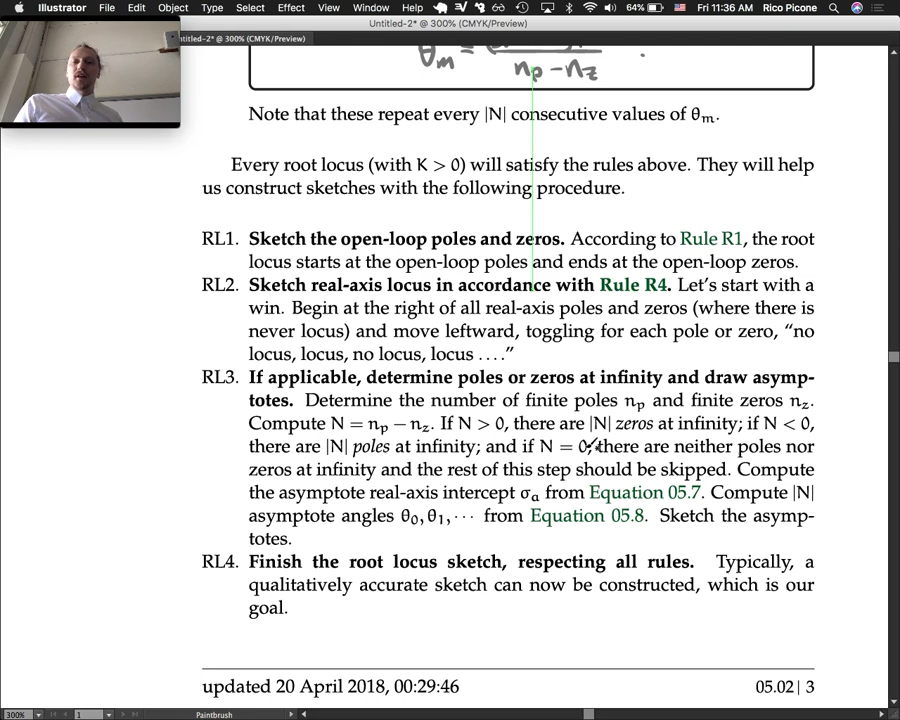 Illustrator File Edit Object Type Select Effect View Window Help 64% Fri 11:36 AM Rico Picone
Untitled-2* @ 300% (CMYK/Preview)
ntitled-2* @ 300% (CMYK/Preview)
θm =
np - nz
Note that these repeat every |N| consecutive values of θm.
Every root locus (with K > 0) will satisfy the rules above. They will help
us construct sketches with the following procedure.
RL1. Sketch the open-loop poles and zeros. According to Rule R1, the root
locus starts at the open-loop poles and ends at the open-loop zeros.
RL2. Sketch real-axis locus in accordance with Rule R4. Let's start with a
win. Begin at the right of all real-axis poles and zeros (where there is
never locus) and move leftward, toggling for each pole or zero, “no
locus, locus, no locus, locus ....”
RL3. If applicable, determine poles or zeros at infinity and draw asymp-
totes. Determine the number of finite poles np and finite zeros nz.
Compute N = np − nz. If N > 0, there are |N| zeros at infinity; if N < 0,
there are |N| poles at infinity; and if N = 0, there are neither poles nor
zeros at infinity and the rest of this step should be skipped. Compute
the asymptote real-axis intercept σa from Equation 05.7. Compute |N|
asymptote angles θ0, θ1, ⋯ from Equation 05.8. Sketch the asymp-
totes.
RL4. Finish the root locus sketch, respecting all rules. Typically, a
qualitatively accurate sketch can now be constructed, which is our
goal.
updated 20 April 2018, 00:29:46 05.02 | 3
300% 1 Paintbrush